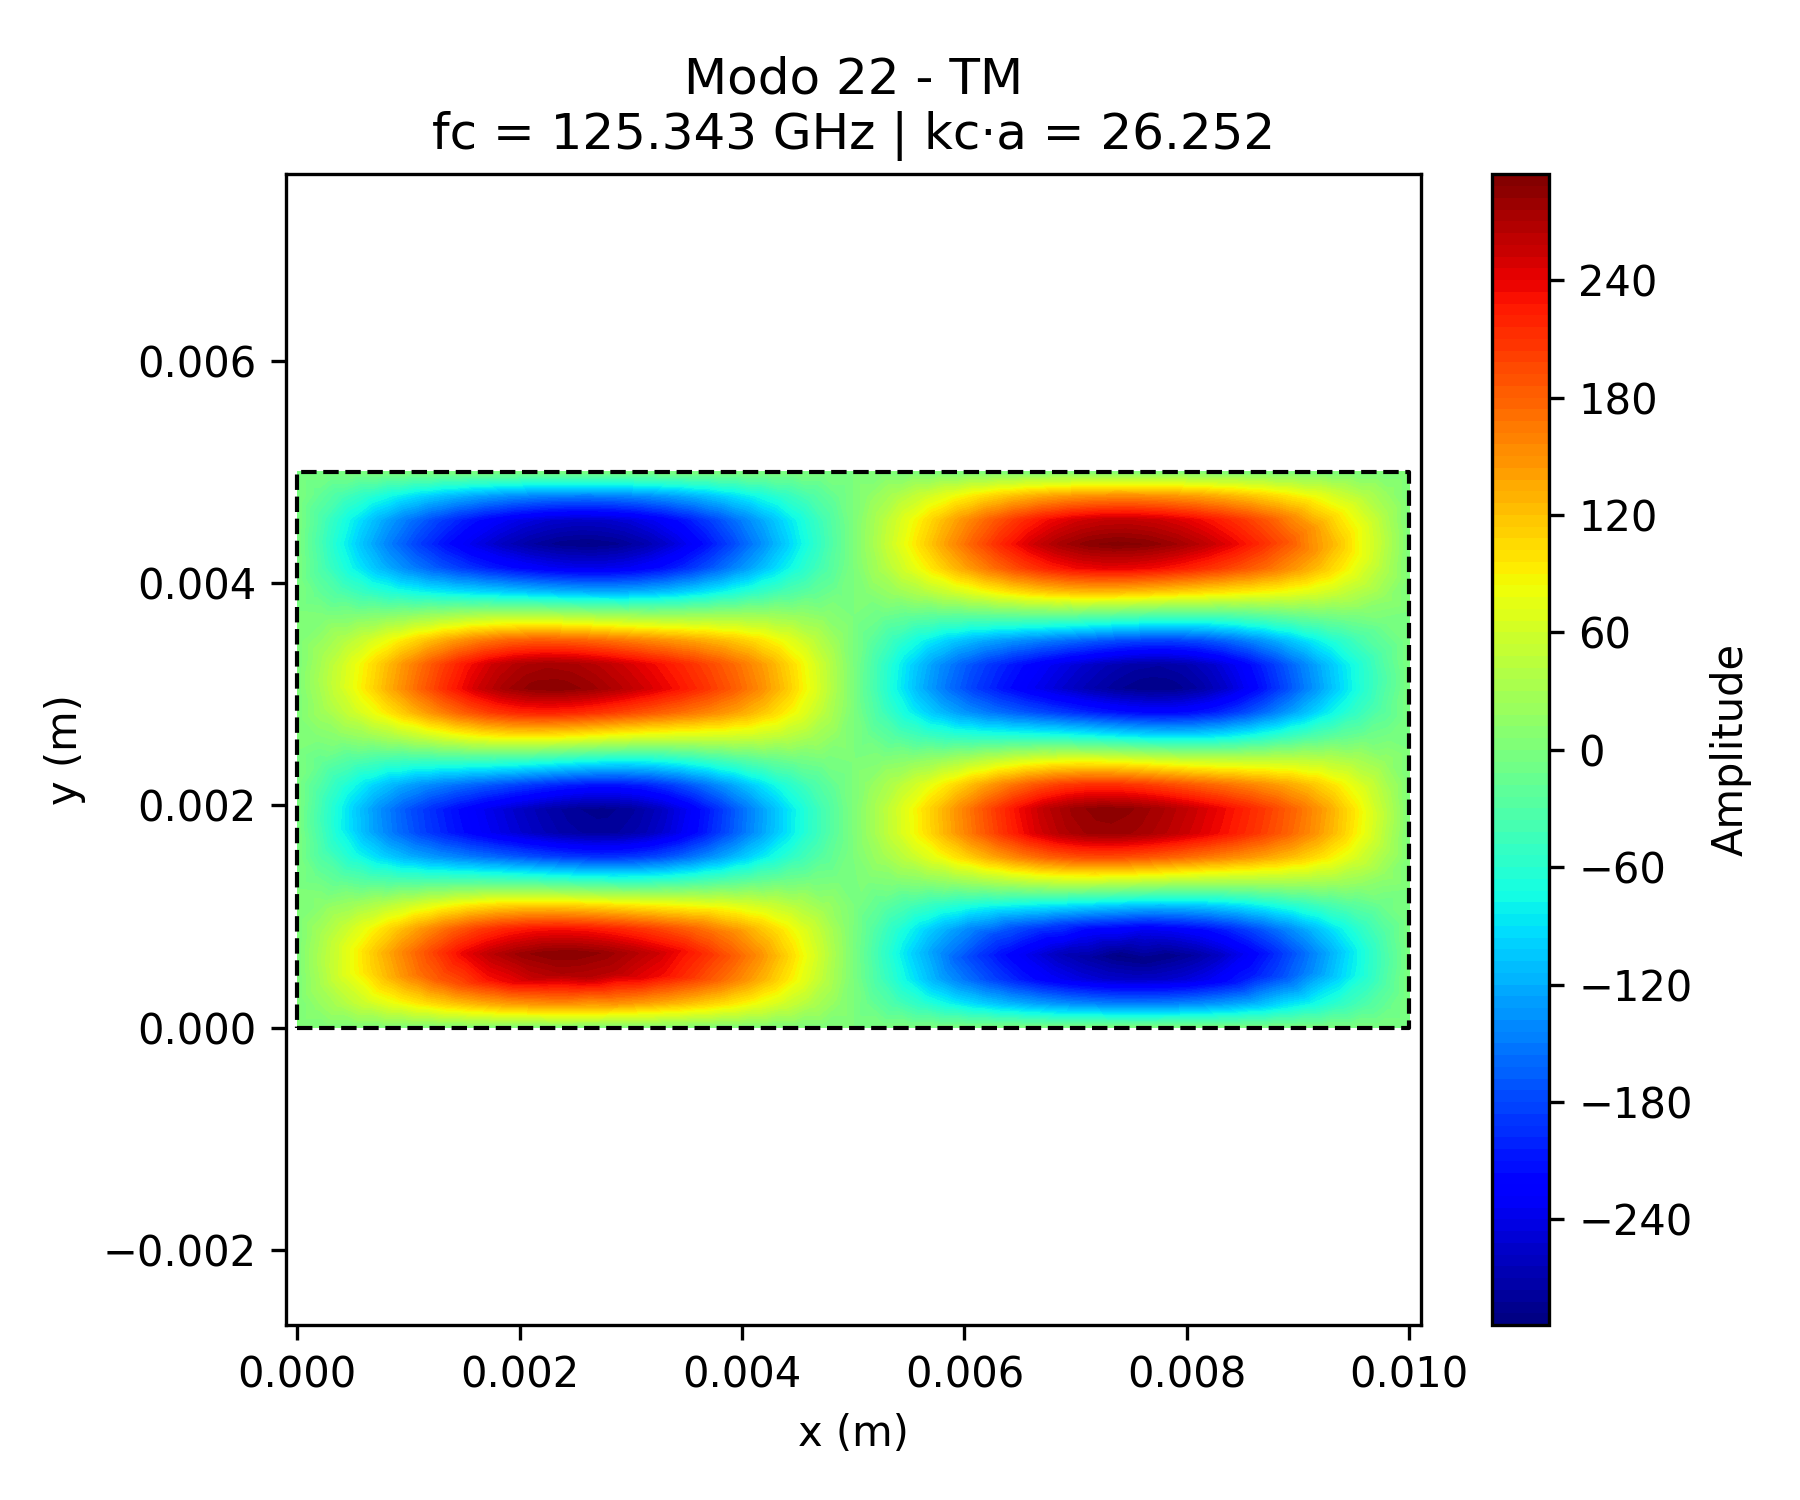 Modo 22 - TM
fc = 125.343 GHz | kc·a = 26.252
0.006
0.004
0.002
0.000
−0.002
y (m)
0.000 0.002 0.004 0.006 0.008 0.010
x (m)
240
180
120
60
0
−60
−120
−180
−240
Amplitude